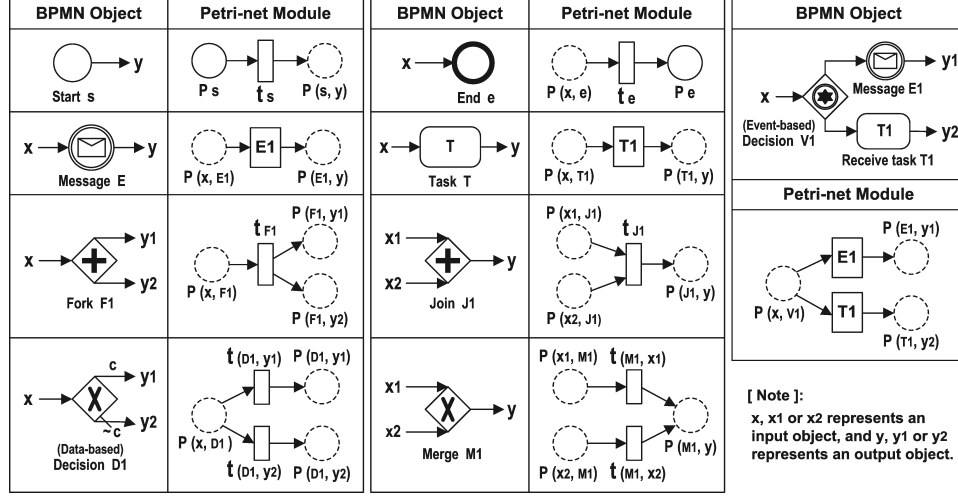 BPMN Object
Petri-net Module
y
Start s
P s
t s
P (s, y)
x
y
Message E
E1
P (x, E1)
P (E1, y)
x
y1
y2
Fork F1
t F1
P (F1, y1)
P (x, F1)
P (F1, y2)
x
c
y1
~c
y2
(Data-based)
Decision D1
t (D1, y1)
P (D1, y1)
P (x, D1 )
t (D1, y2)
P (D1, y2)
BPMN Object
Petri-net Module
x
End e
P (x, e)
t e
P e
x
T
y
Task T
T1
P (x, T1)
P (T1, y)
x1
x2
y
Join J1
P (x1, J1)
t J1
P (J1, y)
P (x2, J1)
x1
x2
y
Merge M1
P (x1, M1)
t (M1, x1)
P (M1, y)
P (x2, M1)
t (M1, x2)
BPMN Object
y1
Message E1
x
(Event-based)
Decision V1
T1
y2
Receive task T1
Petri-net Module
P (E1, y1)
E1
P (x, V1)
T1
P (T1, y2)
[ Note ]:
x, x1 or x2 represents an
input object, and y, y1 or y2
represents an output object.